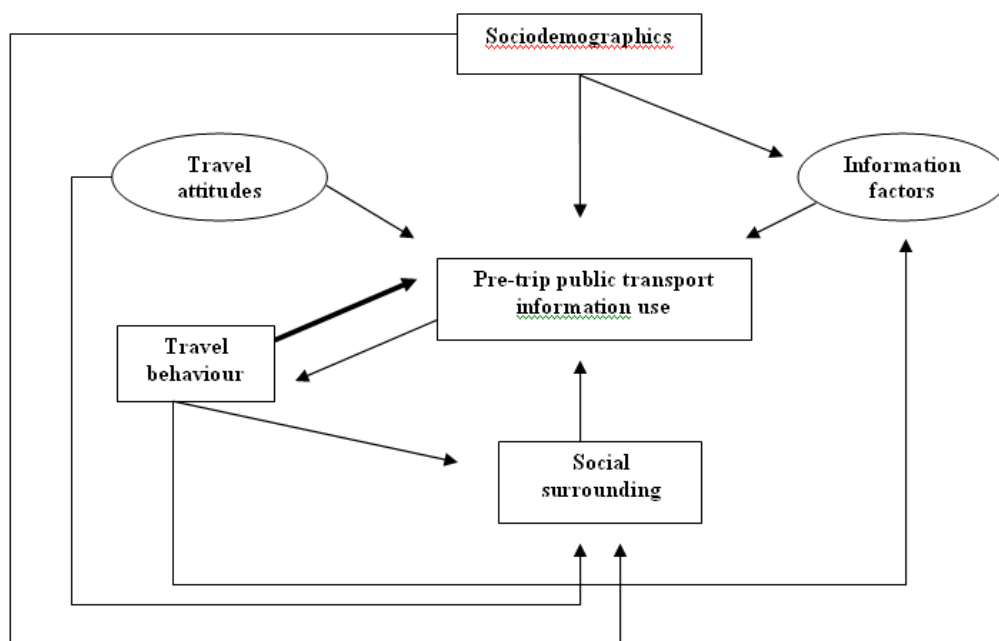 Sociodemographics
Travel
attitudes
Information
factors
Pre-trip public transport
information use
Travel
behaviour
Social
surrounding